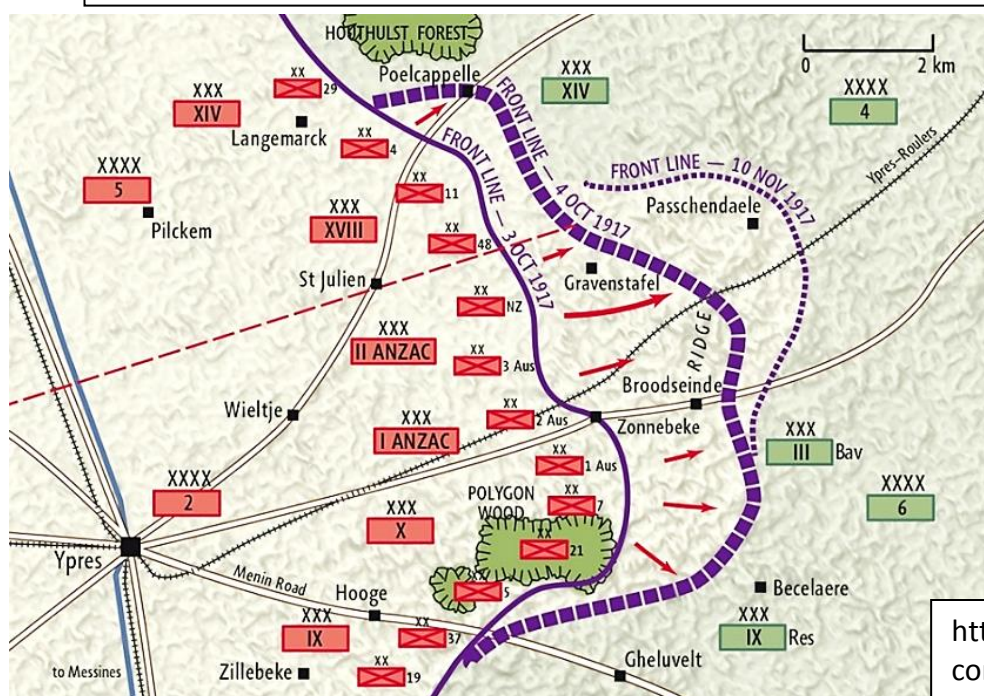 HOUTHULST FOREST
0 2 km
Poelcappelle
XX
29
XXX
XIV
XXX
XIV
XXXX
4
Langemarck
XX
4
FRONT LINE — 3 OCT 1917
FRONT LINE — 4 OCT 1917
FRONT LINE — 10 NOV 1917
Ypres–Roulers
XXXX
5
Pilckem
XX
11
XXX
XVIII
XX
48
Passchendaele
St Julien
Gravenstafel
XX
NZ
XXX
II ANZAC
XX
3 Aus
RIDGE
Broodseinde
Wieltje
XX
2 Aus
Zonnebeke
XXX
I ANZAC
XX
1 Aus
XXX
III Bav
XXXX
2
XXXX
6
POLYGON
WOOD
XX
7
XXX
X
XX
21
Ypres
Menin Road
Hooge
XX
5
Becelaere
XXX
IX
XX
37
XXX
IX Res
to Messines
Zillebeke
XX
19
Gheluvelt
htt
co